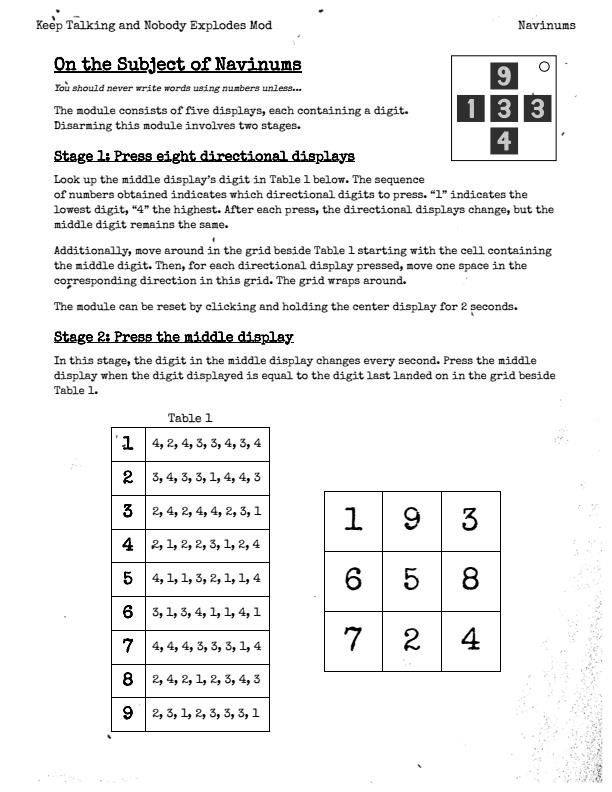 Keep Talking and Nobody Explodes Mod Navinums
On the Subject of Navinums
You should never write words using numbers unless...
9
1 3 3
4
The module consists of five displays, each containing a digit.
Disarming this module involves two stages.
Stage 1: Press eight directional displays
Look up the middle display's digit in Table 1 below. The sequence
of numbers obtained indicates which directional digits to press. "1" indicates the
lowest digit, "4" the highest. After each press, the directional displays change, but the
middle digit remains the same.
Additionally, move around in the grid beside Table 1 starting with the cell containing
the middle digit. Then, for each directional display pressed, move one space in the
corresponding direction in this grid. The grid wraps around.
The module can be reset by clicking and holding the center display for 2 seconds.
Stage 2: Press the middle display
In this stage, the digit in the middle display changes every second. Press the middle
display when the digit displayed is equal to the digit last landed on in the grid beside
Table 1.
Table 1
1 4, 2, 4, 3, 3, 4, 3, 4
2 3, 4, 3, 3, 1, 4, 4, 3
3 2, 4, 2, 4, 4, 2, 3, 1
4 2, 1, 2, 2, 3, 1, 2, 4
5 4, 1, 1, 3, 2, 1, 1, 4
6 3, 1, 3, 4, 1, 1, 4, 1
7 4, 4, 4, 3, 3, 3, 1, 4
8 2, 4, 2, 1, 2, 3, 4, 3
9 2, 3, 1, 2, 3, 3, 3, 1
1 9 3
6 5 8
7 2 4